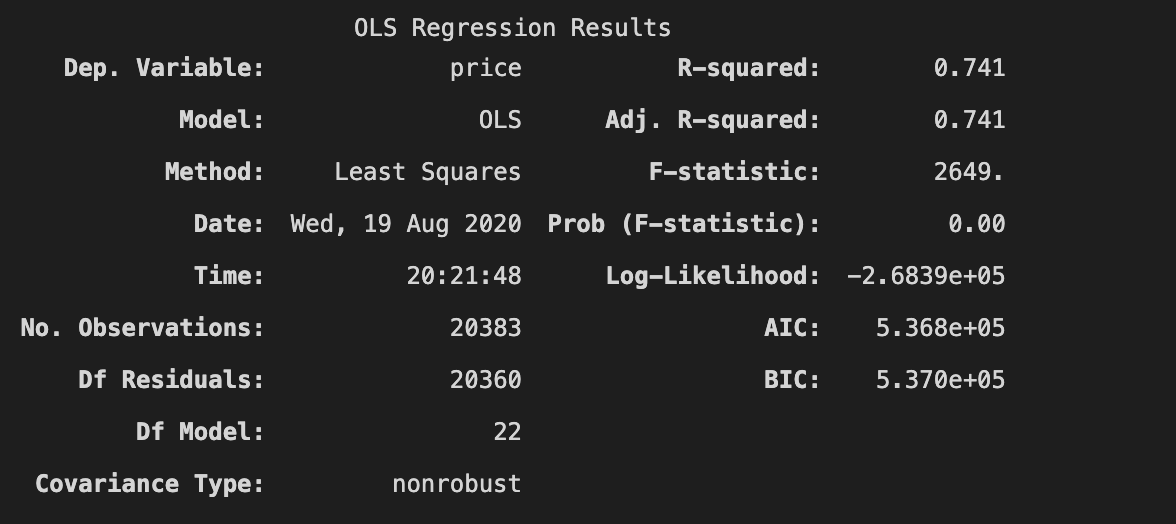 OLS Regression Results
Dep. Variable: price R-squared: 0.741
Model: OLS Adj. R-squared: 0.741
Method: Least Squares F-statistic: 2649.
Date: Wed, 19 Aug 2020 Prob (F-statistic): 0.00
Time: 20:21:48 Log-Likelihood: -2.6839e+05
No. Observations: 20383 AIC: 5.368e+05
Df Residuals: 20360 BIC: 5.370e+05
Df Model: 22
Covariance Type: nonrobust